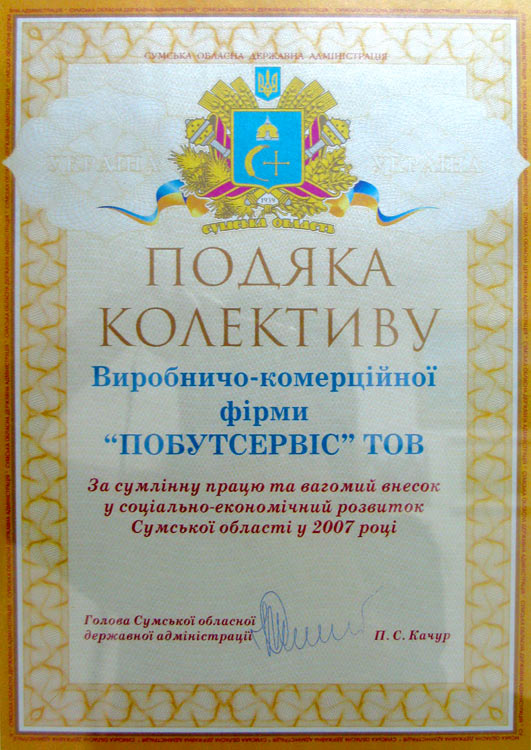 СУМСЬКА ОБЛАСНА ДЕРЖАВНА АДМІНІСТРАЦІЯ
УКРАЇНА УКРАЇНА
1939
СУМСЬКА ОБЛАСТЬ
ПОДЯКА
КОЛЕКТИВУ
Виробничо-комерційної
фірми
“ПОБУТСЕРВІС” ТОВ
За сумлінну працю та вагомий внесок
у соціально-економічний розвиток
Сумської області у 2007 році
Голова Сумської обласної
державної адміністрації П. С. Качур